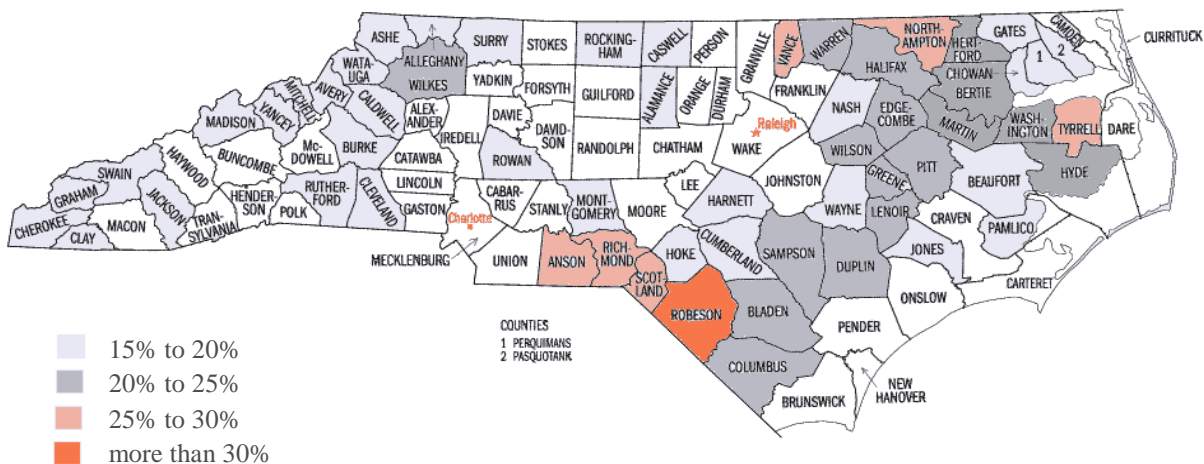 ASHE
ALLEGHANY
SURRY
STOKES
ROCKING-
HAM
CASWELL
PERSON
GRANVILLE
VANCE
WARREN
NORTH-
AMPTON
HERT-
FORD
GATES
CAMDEN
CURRITUCK
1
2
WATA-
UGA
WILKES
YADKIN
FORSYTH
GUILFORD
ALAMANCE
ORANGE
DURHAM
FRANKLIN
HALIFAX
CHOWAN
BERTIE
MITCHELL
AVERY
CALDWELL
ALEX-
ANDER
IREDELL
DAVIE
DAVID-
SON
RANDOLPH
CHATHAM
Raleigh
WAKE
NASH
EDGE-
COMBE
MARTIN
WASH-
INGTON
TYRRELL
DARE
MADISON
YANCEY
McDOWELL
BURKE
CATAWBA
ROWAN
WILSON
PITT
BEAUFORT
HYDE
SWAIN
HAYWOOD
BUNCOMBE
RUTHER-
FORD
CLEVELAND
LINCOLN
CABAR-
RUS
STANLY
MONT-
GOMERY
MOORE
LEE
HARNETT
JOHNSTON
GREENE
GRAHAM
JACKSON
HENDER-
SON
POLK
GASTON
Charlotte
WAYNE
LENOIR
CRAVEN
PAMLICO
CHEROKEE
CLAY
MACON
TRAN-
SYLVANIA
MECKLENBURG
UNION
ANSON
RICH-
MOND
SCOT-
LAND
HOKE
CUMBERLAND
SAMPSON
DUPLIN
JONES
CARTERET
ONSLOW
ROBESON
BLADEN
PENDER
COLUMBUS
BRUNSWICK
NEW
HANOVER
COUNTIES
1 PERQUIMANS
2 PASQUOTANK
15% to 20%
20% to 25%
25% to 30%
more than 30%